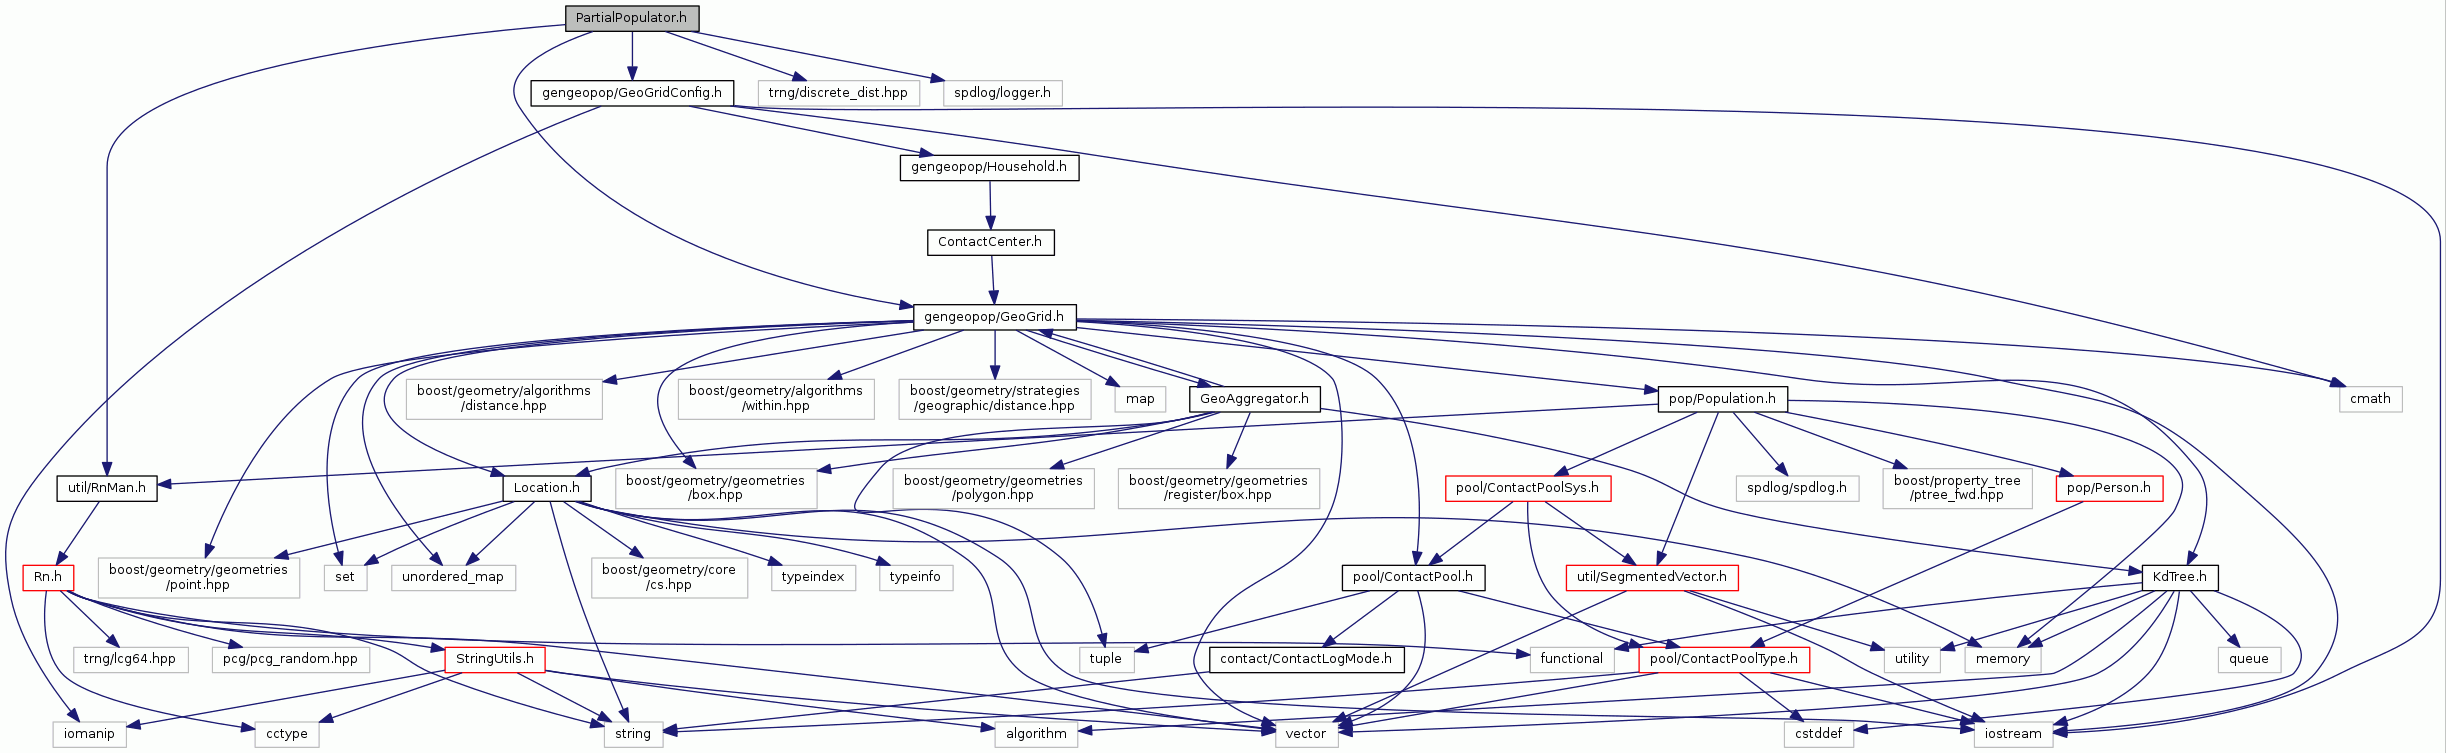 PartialPopulator.h
gengeopop/GeoGridConfig.h
trng/discrete_dist.hpp
spdlog/logger.h
gengeopop/Household.h
ContactCenter.h
gengeopop/GeoGrid.h
boost/geometry/algorithms
/distance.hpp
boost/geometry/algorithms
/within.hpp
boost/geometry/strategies
/geographic/distance.hpp
map
GeoAggregator.h
pop/Population.h
cmath
util/RnMan.h
Location.h
boost/geometry/geometries
/box.hpp
boost/geometry/geometries
/polygon.hpp
boost/geometry/geometries
/register/box.hpp
pool/ContactPoolSys.h
spdlog/spdlog.h
boost/property_tree
/ptree_fwd.hpp
pop/Person.h
Rn.h
boost/geometry/geometries
/point.hpp
set
unordered_map
boost/geometry/core
/cs.hpp
typeindex
typeinfo
pool/ContactPool.h
util/SegmentedVector.h
KdTree.h
trng/lcg64.hpp
pcg/pcg_random.hpp
StringUtils.h
tuple
contact/ContactLogMode.h
functional
pool/ContactPoolType.h
utility
memory
queue
iomanip
cctype
string
algorithm
vector
cstddef
iostream